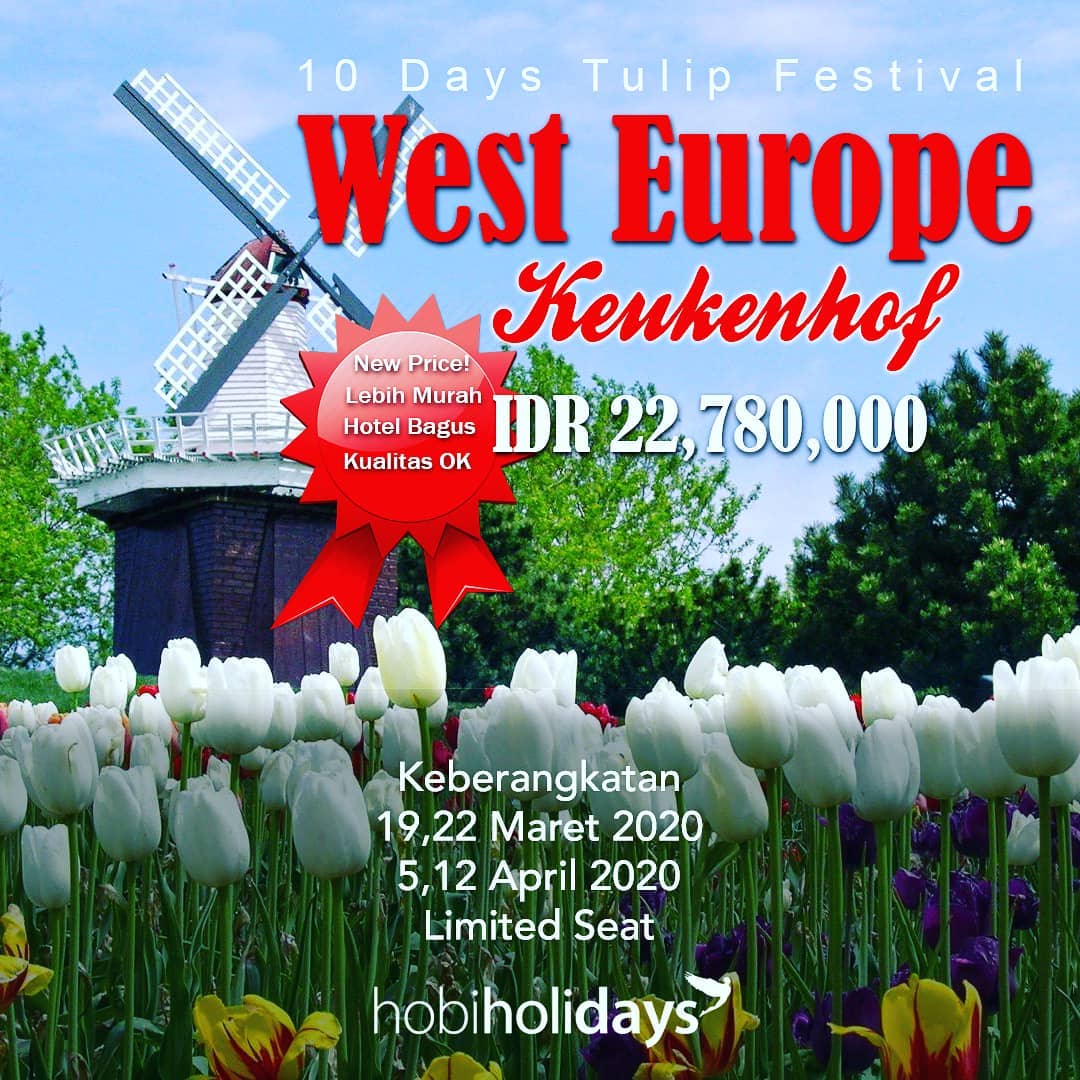 10 Days Tulip Festival
West Europe
Keukenhof
New Price!
Lebih Murah
Hotel Bagus
Kualitas OK
IDR 22,780,000
Keberangkatan
19,22 Maret 2020
5,12 April 2020
Limited Seat
hobiholidays